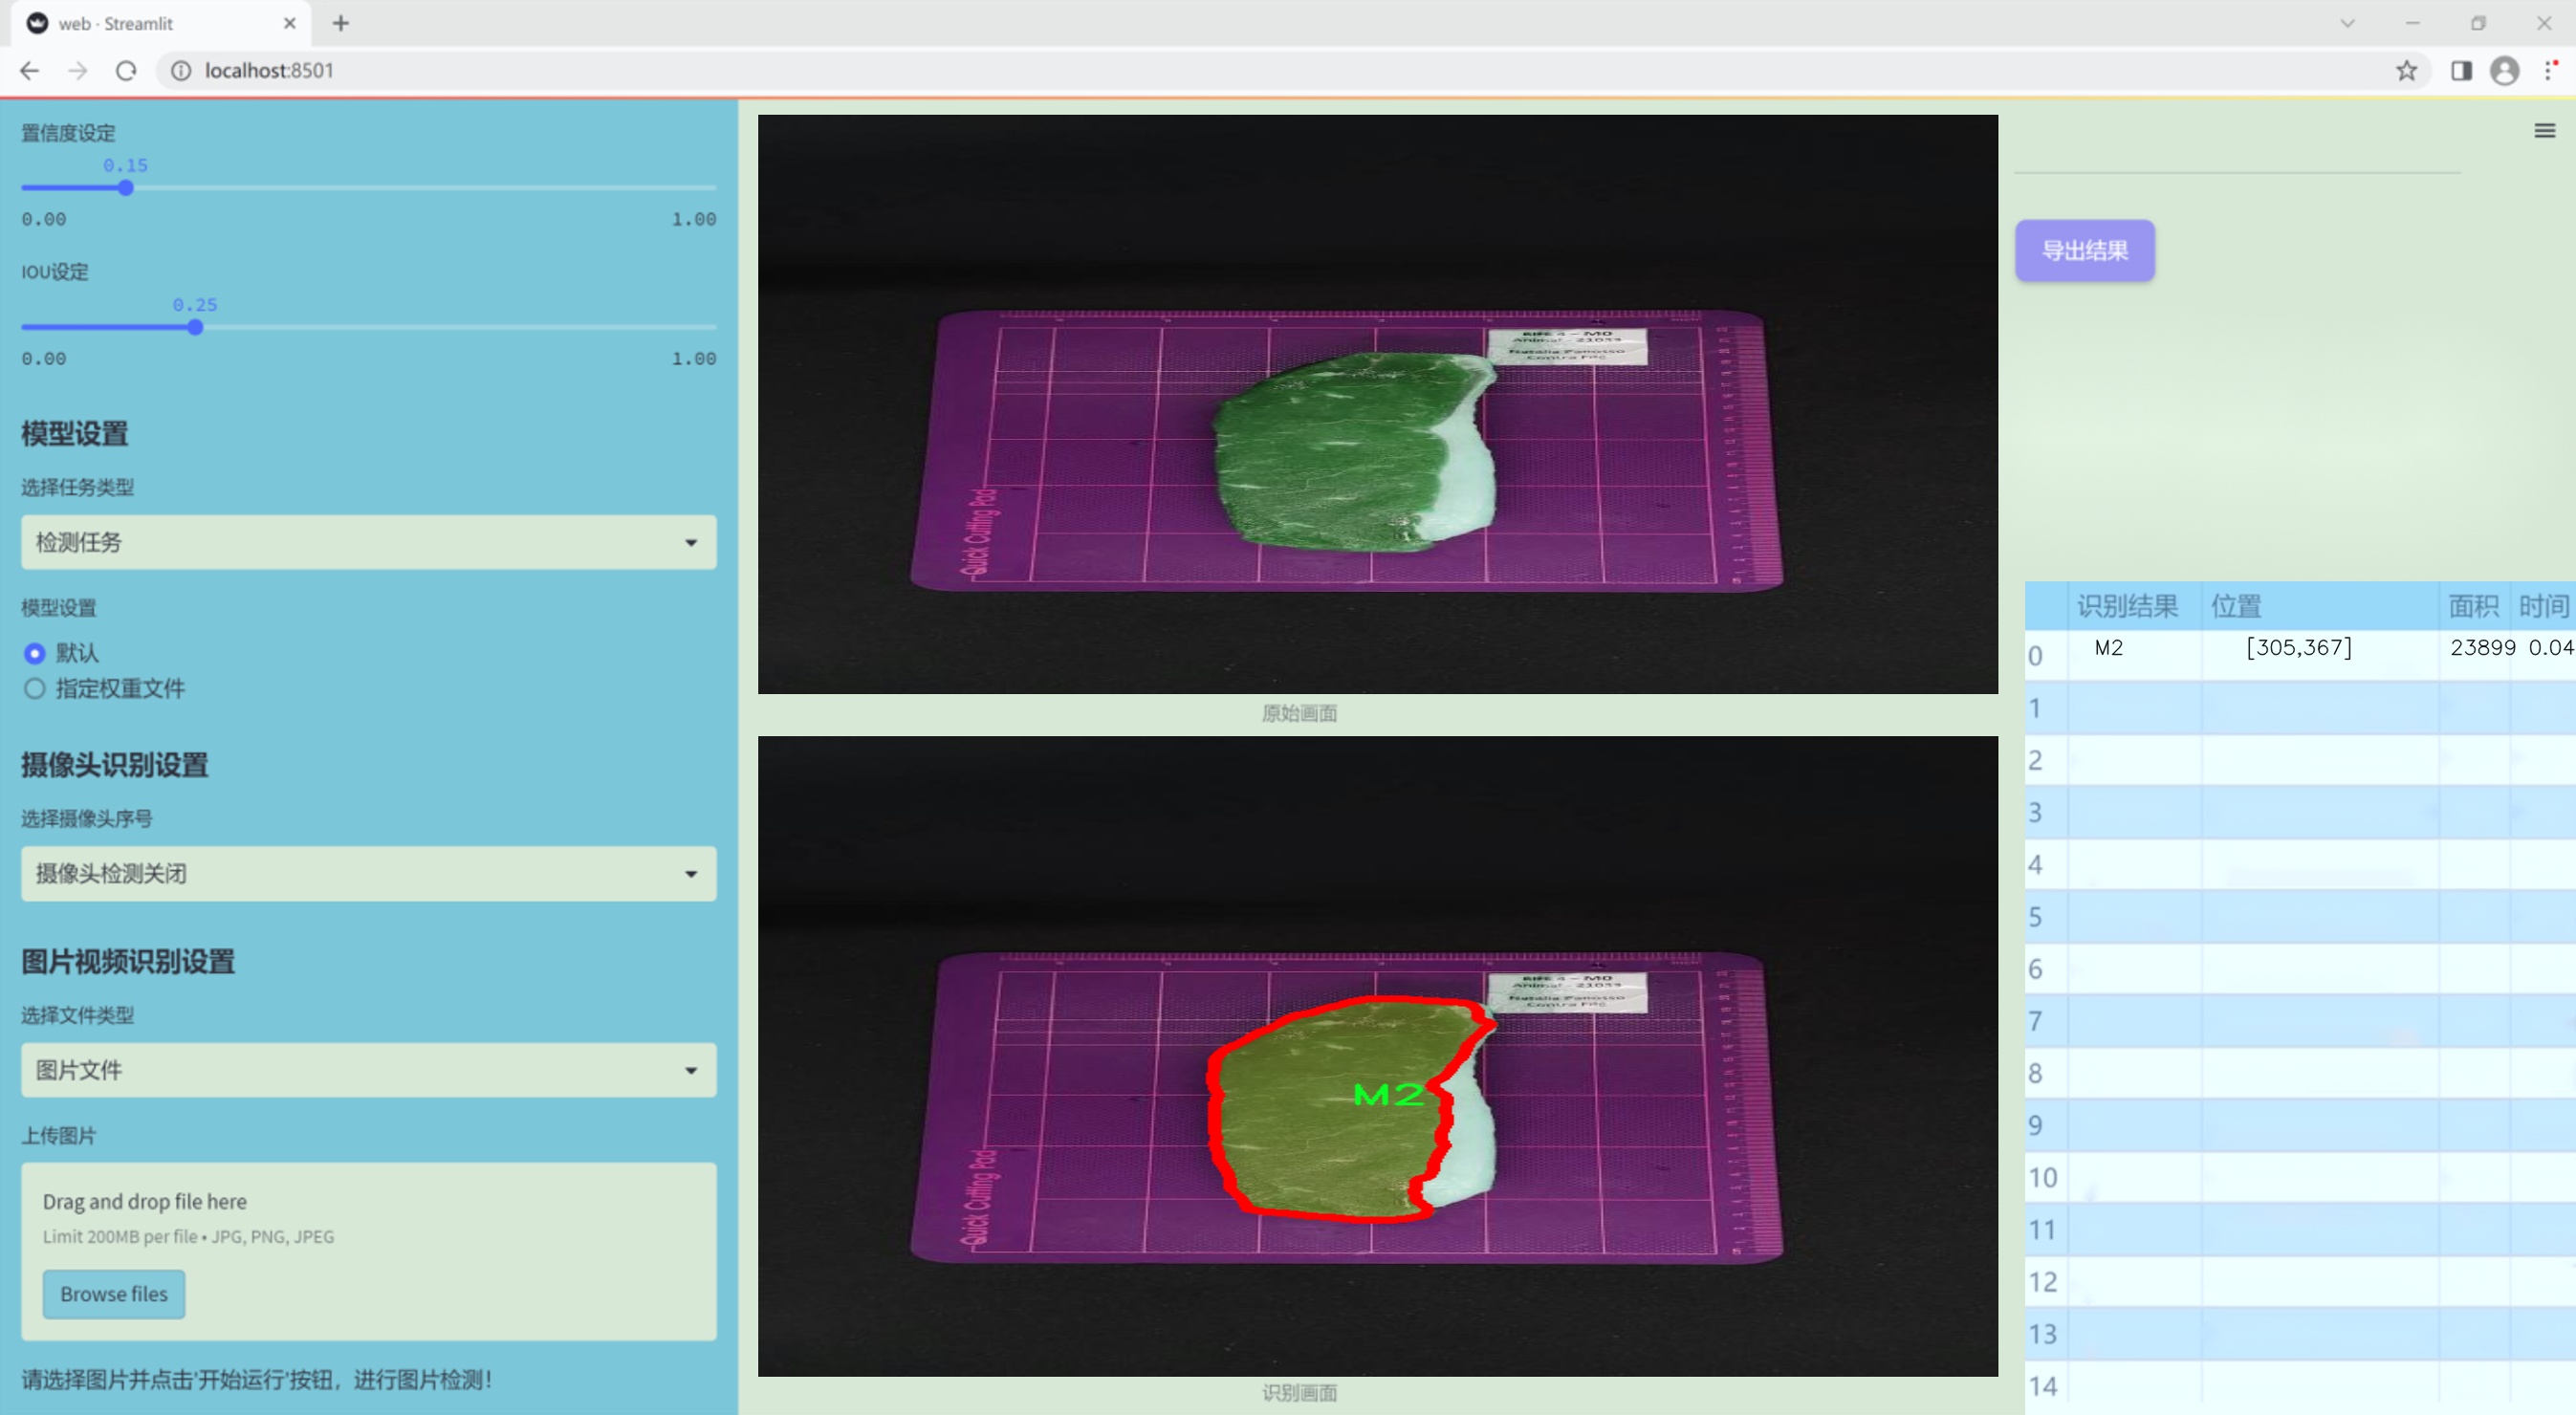 web · Streamlit
localhost:8501
置信度设定
0.15
0.00
1.00
IOU设定
0.25
0.00
1.00
模型设置
选择任务类型
检测任务
模型设置
默认
指定权重文件
摄像头识别设置
选择摄像头序号
摄像头检测关闭
图片视频识别设置
选择文件类型
图片文件
上传图片
Drag and drop file here
Limit 200MB per file • JPG, PNG, JPEG
Browse files
请选择图片并点击'开始运行'按钮，进行图片检测！
Quick Cutting Pad
原始画面
M2
Quick Cutting Pad
识别画面
导出结果
识别结果 位置 面积 时间
0 M2 [305,367] 23899 0.04
1
2
3
4
5
6
7
8
9
10
11
12
13
14